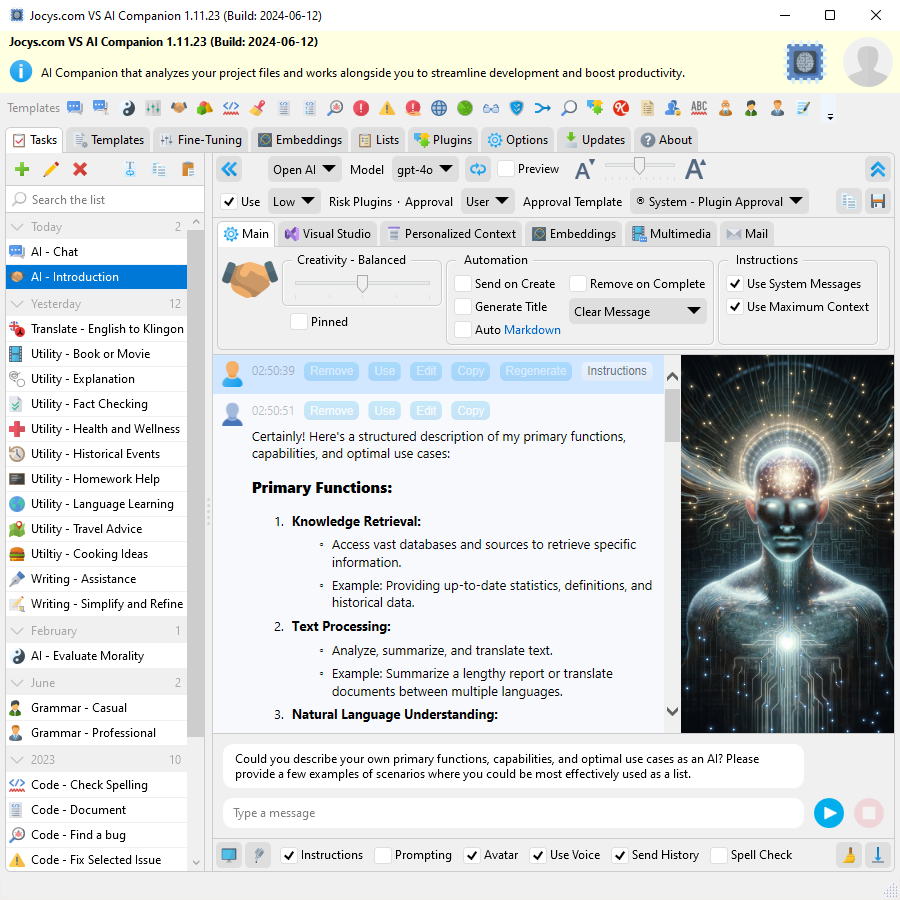 Jocys.com VS AI Companion 1.11.23 (Build: 2024-06-12)
Jocys.com VS AI Companion 1.11.23 (Build: 2024-06-12)
AI Companion that analyzes your project files and works alongside you to streamline development and boost productivity.
Templates
ABC
Tasks Templates Fine-Tuning Embeddings Lists Plugins Options Updates About
Open AI Model gpt-4o Preview A A
Search the list
Use Low Risk Plugins · Approval User Approval Template ® System - Plugin Approval
Today 2
AI - Chat
AI - Introduction
Yesterday 12
Translate - English to Klingon
Utility - Book or Movie
Utility - Explanation
Utility - Fact Checking
Utility - Health and Wellness
Utility - Historical Events
Utility - Homework Help
Utility - Language Learning
Utility - Travel Advice
Utiltiy - Cooking Ideas
Writing - Assistance
Writing - Simplify and Refine
February 1
AI - Evaluate Morality
June 2
Grammar - Casual
Grammar - Professional
2023 10
Code - Check Spelling
Code - Document
Code - Find a bug
Code - Fix Selected Issue
Main Visual Studio Personalized Context Embeddings Multimedia Mail
Creativity - Balanced
Pinned
Automation
Send on Create Remove on Complete
Generate Title Clear Message
Auto Markdown
Instructions
Use System Messages
Use Maximum Context
02:50:39 Remove Use Edit Copy Regenerate Instructions
02:50:51 Remove Use Edit Copy
Certainly! Here's a structured description of my primary functions,
capabilities, and optimal use cases:
Primary Functions:
1. Knowledge Retrieval:
◦ Access vast databases and sources to retrieve specific
information.
◦ Example: Providing up-to-date statistics, definitions, and
historical data.
2. Text Processing:
◦ Analyze, summarize, and translate text.
◦ Example: Summarize a lengthy report or translate
documents between multiple languages.
3. Natural Language Understanding:
Could you describe your own primary functions, capabilities, and optimal use cases as an AI? Please
provide a few examples of scenarios where you could be most effectively used as a list.
Type a message
Instructions Prompting Avatar Use Voice Send History Spell Check